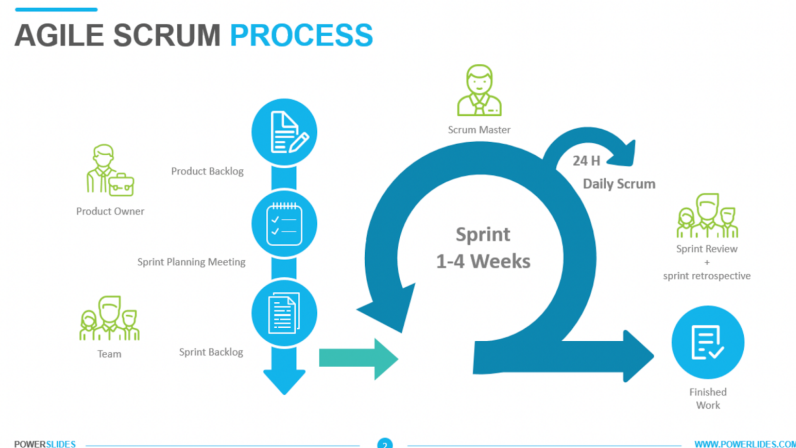 AGILE SCRUM PROCESS
Scrum Master
24 H
Daily Scrum
Product Backlog
Product Owner
Sprint
1-4 Weeks
Sprint Planning Meeting
Sprint Review
+
sprint retrospective
Team
Sprint Backlog
Finished
Work
POWERSLIDES
2
WWW.POWERLIDES.COM